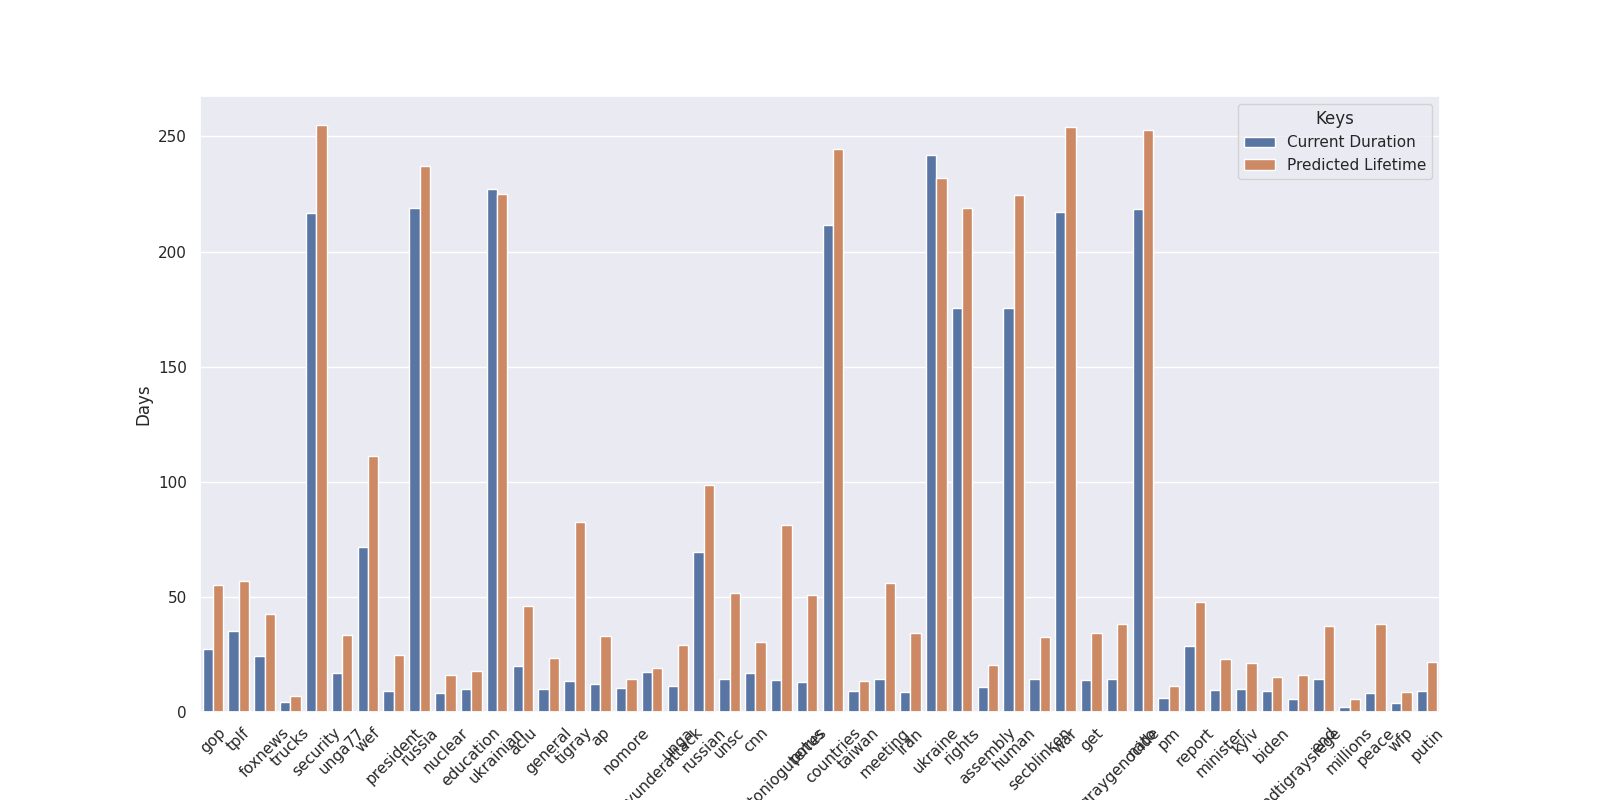 Keys
Current Duration
Predicted Lifetime
250
200
150
100
50
0
Days
gop
tplf
foxnews
trucks
security
unga77
wef
president
russia
nuclear
education
ukrainian
aclu
general
tigray
ap
nomore
unga
russian
unsc
cnn
countries
taiwan
meeting
iran
ukraine
rights
assembly
human
secblinken
war
get
pm
report
minister
kyiv
biden
end
millions
peace
wfp
putin